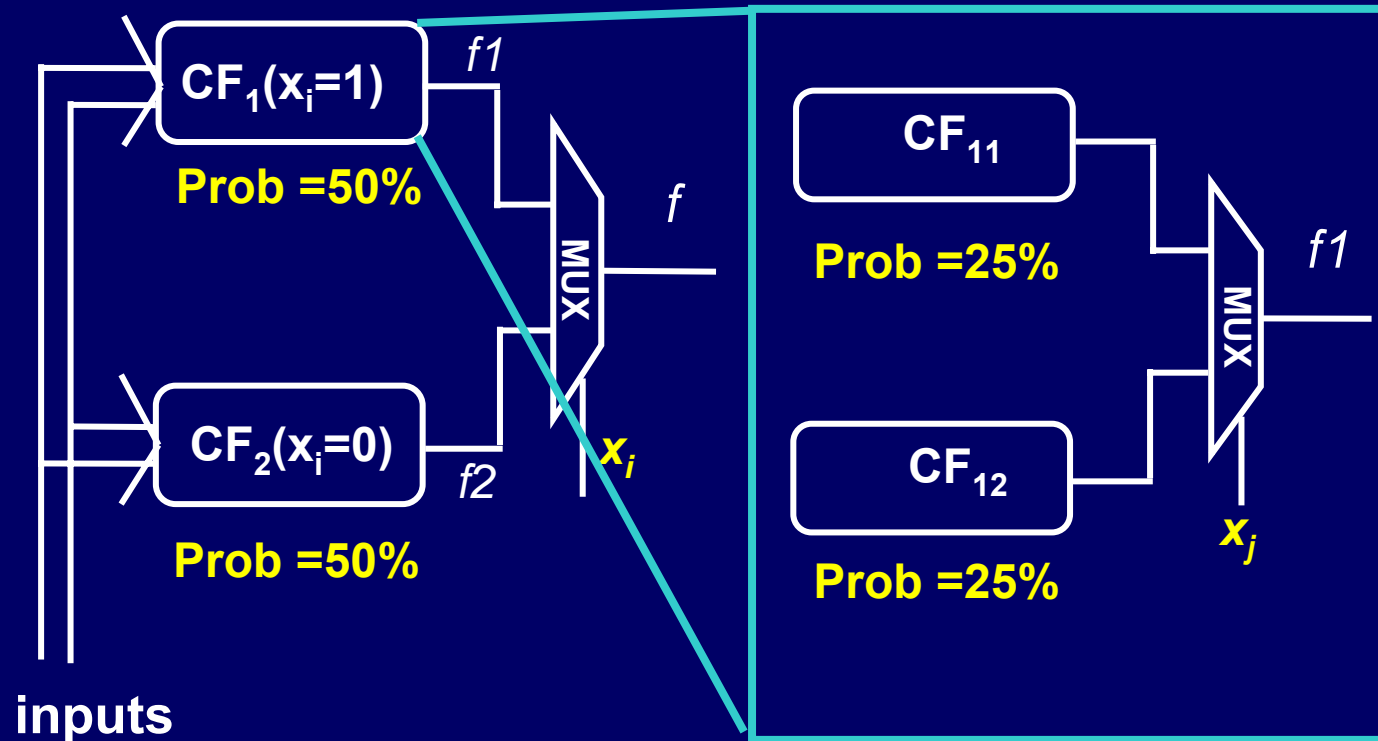 CF₁(xᵢ=1)
f1
Prob =50%
MUX
f
CF₂(xᵢ=0)
f2
xᵢ
Prob =50%
inputs
CF₁₁
Prob =25%
MUX
f1
CF₁₂
xⱼ
Prob =25%